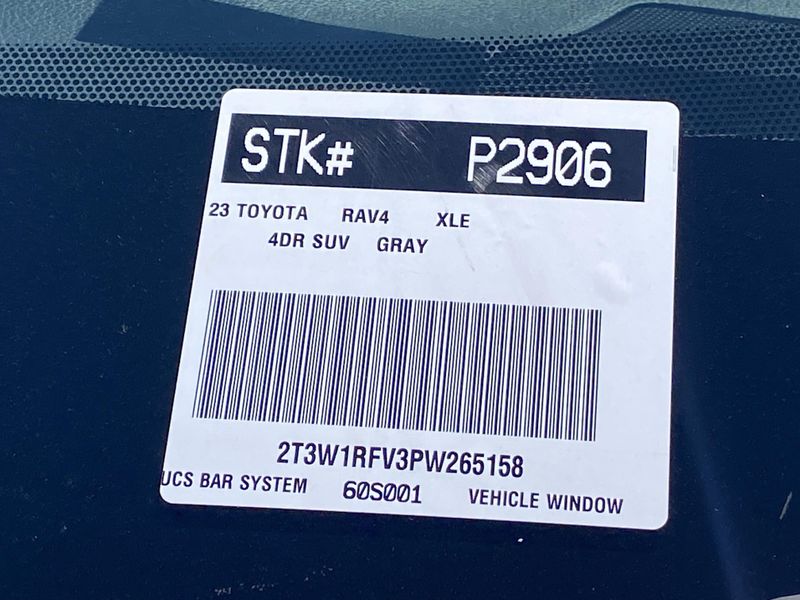 STK# P2906
23 TOYOTA RAV4 XLE
4DR SUV GRAY
2T3W1RFV3PW265158
UCS BAR SYSTEM 60S001 VEHICLE WINDOW